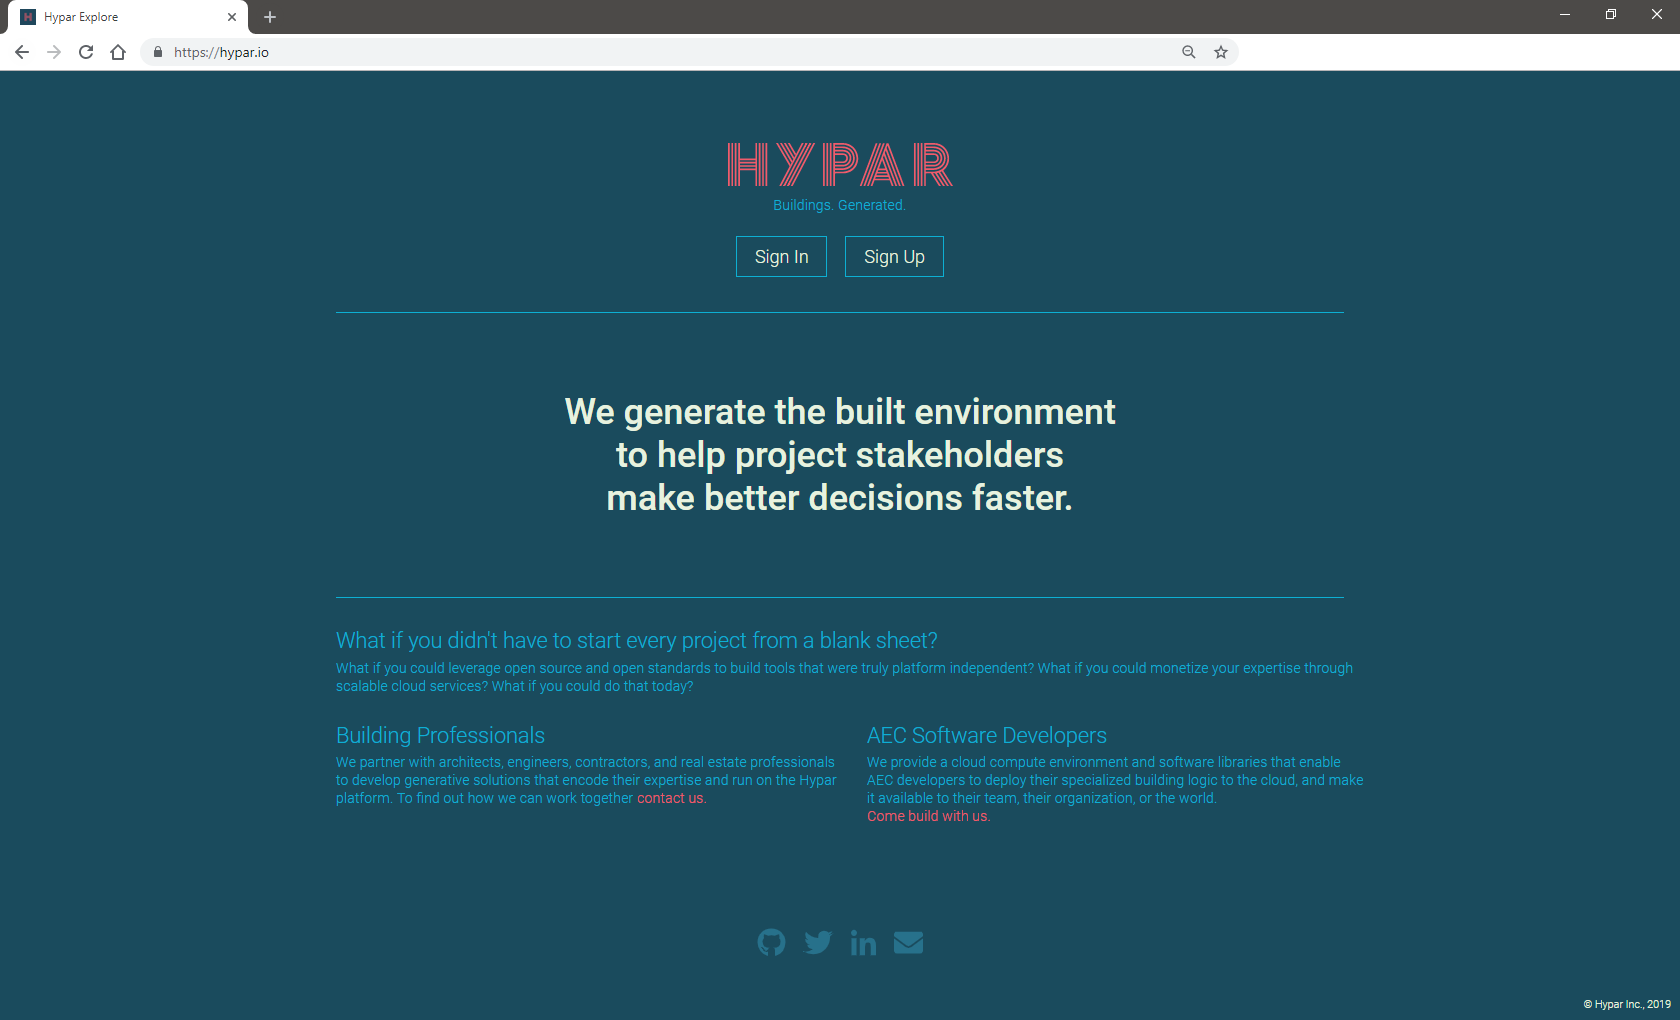 Hypar Explore
https://hypar.io
HYPAR
Buildings. Generated.
Sign In
Sign Up
We generate the built environment
to help project stakeholders
make better decisions faster.
What if you didn't have to start every project from a blank sheet?
What if you could leverage open source and open standards to build tools that were truly platform independent? What if you could monetize your expertise through
scalable cloud services? What if you could do that today?
Building Professionals
We partner with architects, engineers, contractors, and real estate professionals
to develop generative solutions that encode their expertise and run on the Hypar
platform. To find out how we can work together contact us.
AEC Software Developers
We provide a cloud compute environment and software libraries that enable
AEC developers to deploy their specialized building logic to the cloud, and make
it available to their team, their organization, or the world.
Come build with us.
© Hypar Inc., 2019